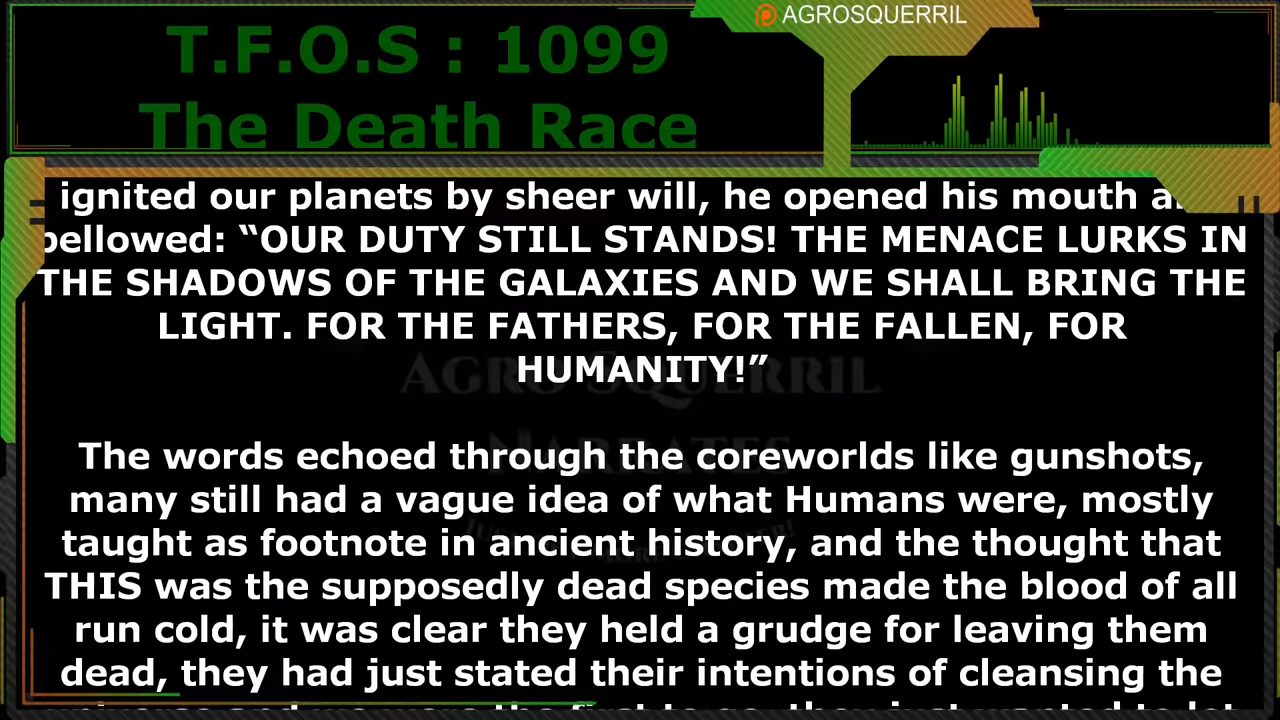 AGROSQUERRIL
T.F.O.S : 1099
The Death Race
ignited our planets by sheer will, he opened his mouth
bellowed: “OUR DUTY STILL STANDS! THE MENACE LURKS IN
THE SHADOWS OF THE GALAXIES AND WE SHALL BRING THE
LIGHT. FOR THE FATHERS, FOR THE FALLEN, FOR
HUMANITY!”
AGRO SQUERRIL
NARRATES
The words echoed through the coreworlds like gunshots,
many still had a vague idea of what Humans were, mostly
taught as footnote in ancient history, and the thought that
THIS was the supposedly dead species made the blood of all
run cold, it was clear they held a grudge for leaving them
dead, they had just stated their intentions of cleansing the